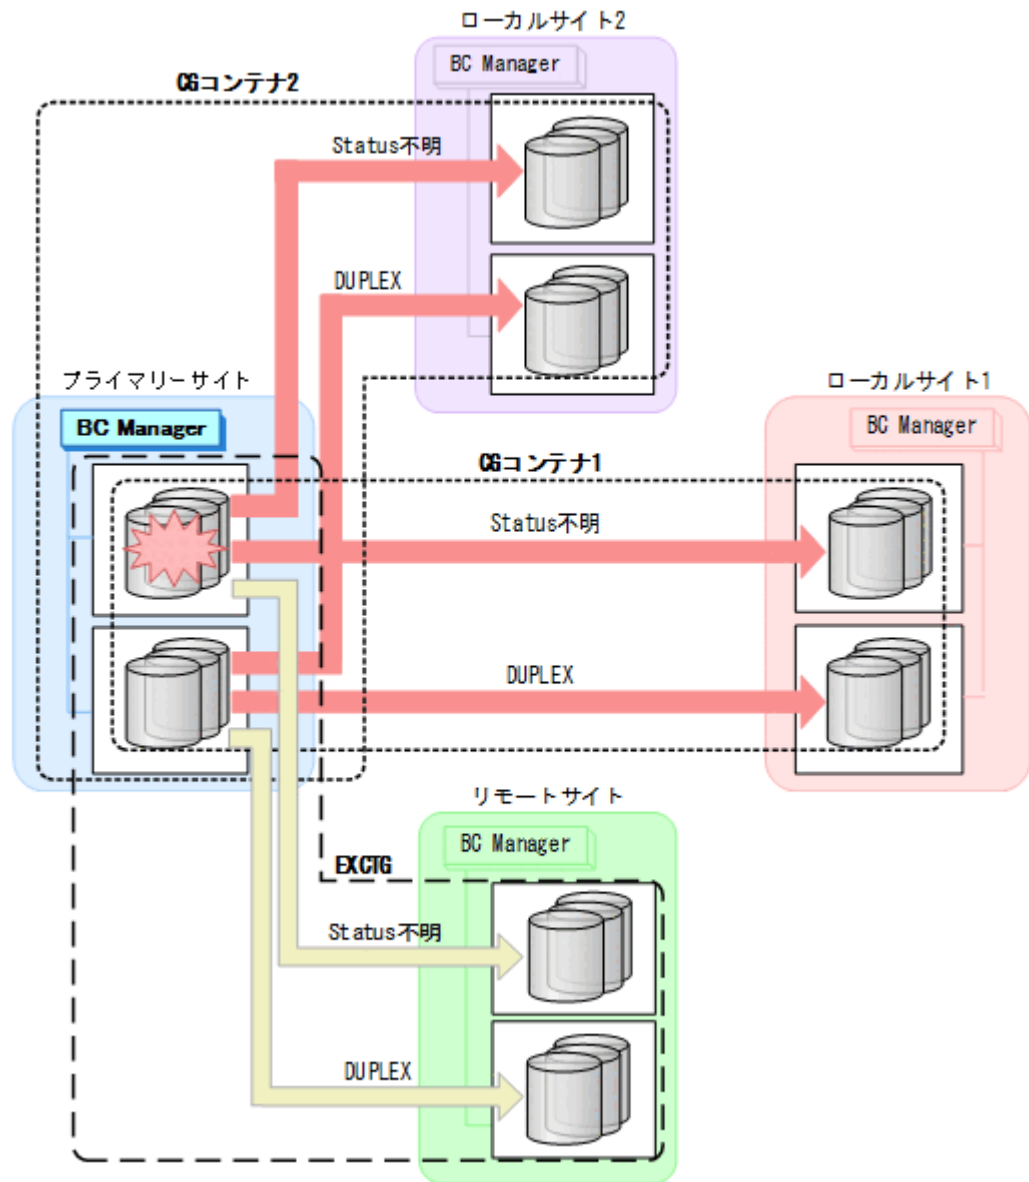 ローカルサイト2
BC Manager
CGコンテナ2
Status不明
DUPLEX
プライマリーサイト
BC Manager
ローカルサイト1
BC Manager
CGコンテナ1
Status不明
DUPLEX
リモートサイト
BC Manager
EXCTG
Status不明
DUPLEX